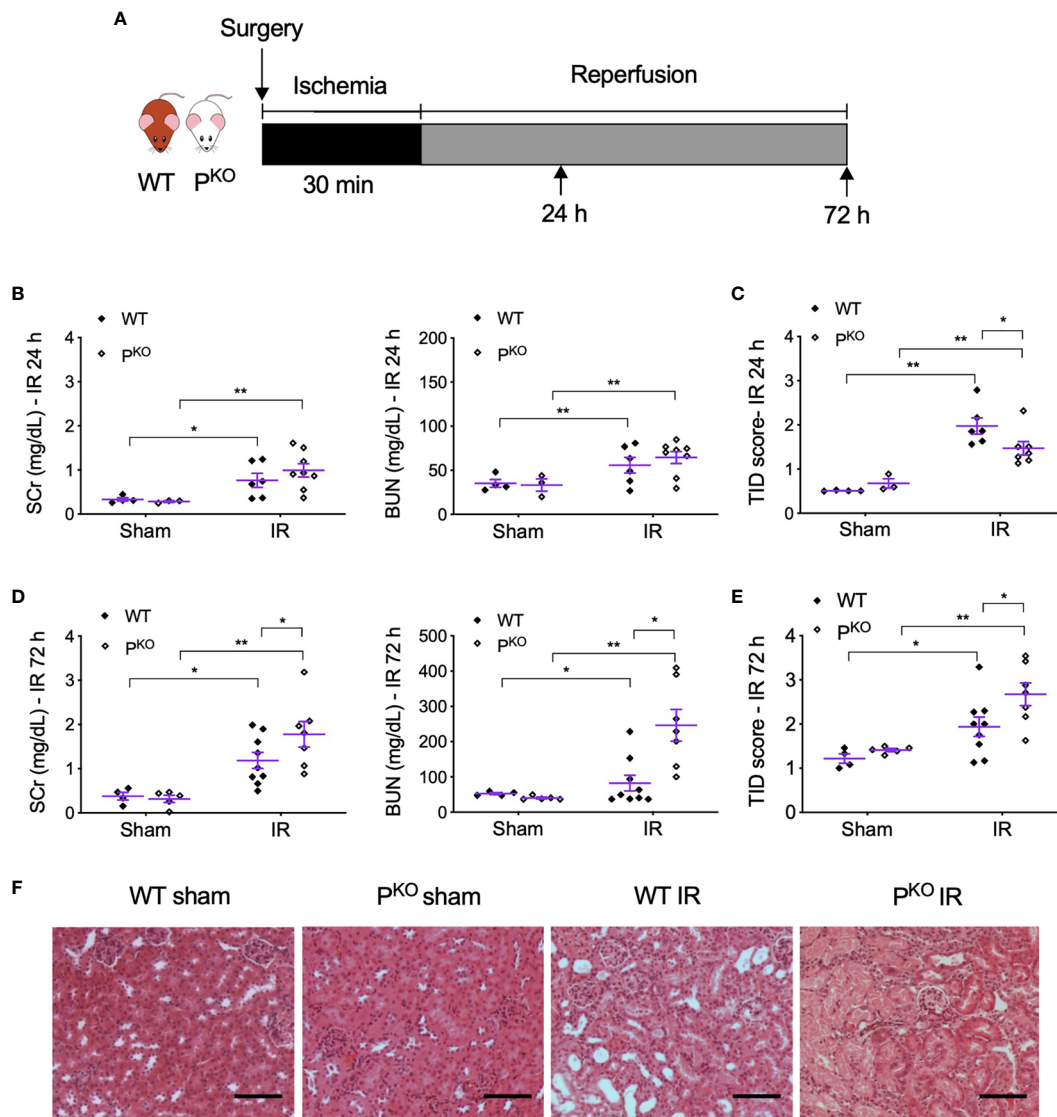 A
Surgery
Ischemia
Reperfusion
WT
P^KO
30 min
24 h
72 h
B
SCr (mg/dL) - IR 24 h
4
3
2
1
0
WT
P^KO
*
**
Sham
IR
BUN (mg/dL) - IR 24 h
200
150
100
50
0
WT
P^KO
**
**
Sham
IR
C
TID score- IR 24 h
4
3
2
1
0
WT
P^KO
*
**
**
Sham
IR
D
SCr (mg/dL) - IR 72 h
4
3
2
1
0
WT
P^KO
*
**
*
Sham
IR
BUN (mg/dL) - IR 72 h
500
400
300
200
100
0
WT
P^KO
*
**
*
Sham
IR
E
TID score - IR 72 h
4
3
2
1
0
WT
P^KO
*
**
*
Sham
IR
F
WT sham
P^KO sham
WT IR
P^KO IR